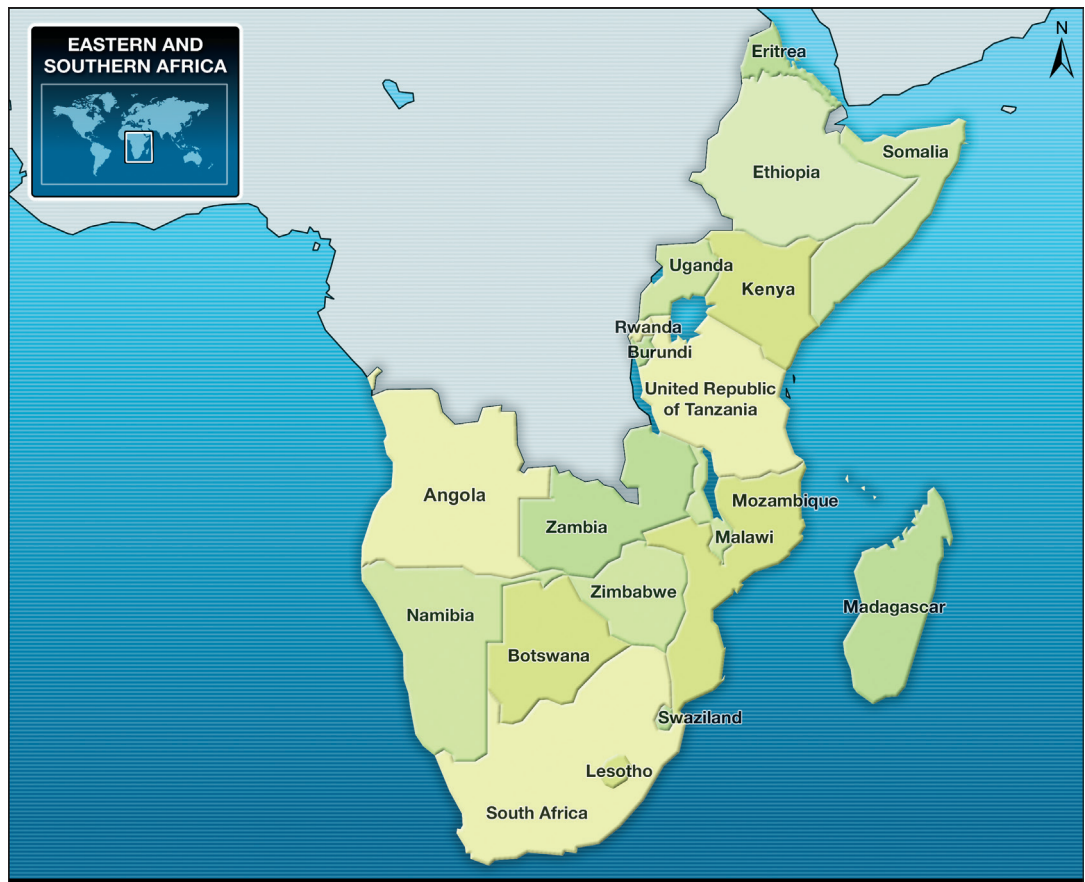 EASTERN AND
SOUTHERN AFRICA
N
Eritrea
Somalia
Ethiopia
Uganda
Kenya
Rwanda
Burundi
United Republic
of Tanzania
Angola
Mozambique
Zambia
Malawi
Zimbabwe
Madagascar
Namibia
Botswana
Swaziland
Lesotho
South Africa